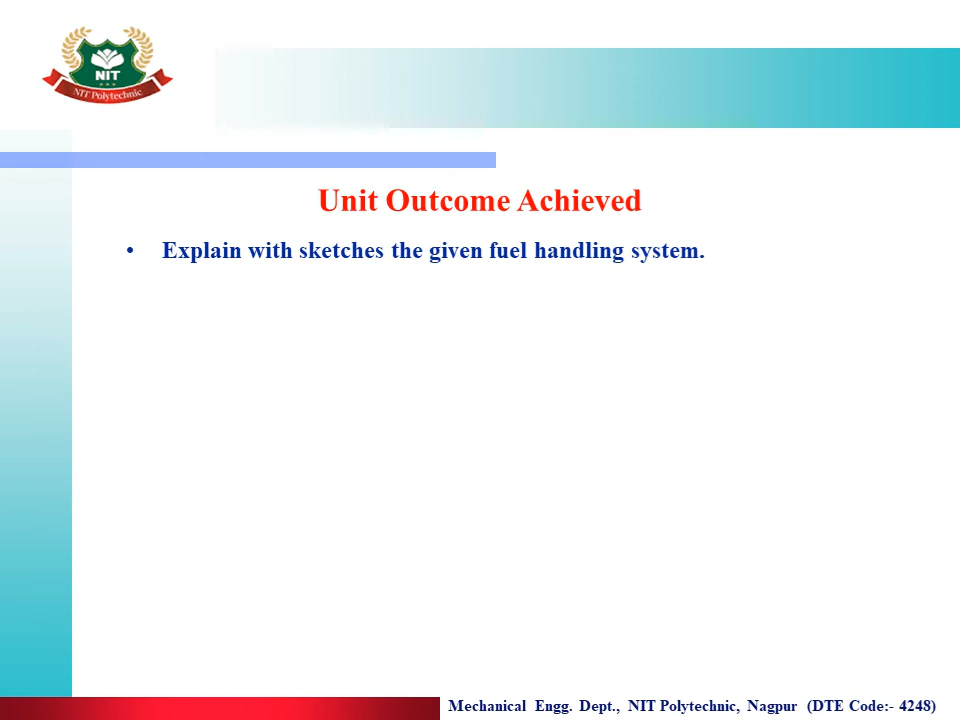 NIT
NIT Polytechnic
Unit Outcome Achieved
• Explain with sketches the given fuel handling system.
Mechanical Engg. Dept., NIT Polytechnic, Nagpur (DTE Code:- 4248)